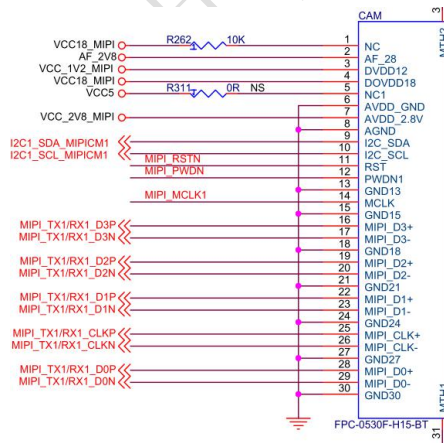 CAM
3
MTH2
VCC18_MIPI R262 10K 1 NC
AF_2V8 2 AF_28
VCC_1V2_MIPI 3 DVDD12
VCC18_MIPI 4 DOVDD18
VCC5 R311 0R NS 5 NC1
6 AVDD_GND
VCC_2V8_MIPI 7 AVDD_2.8V
8 AGND
I2C1_SDA_MIPICM1 9 I2C_SDA
I2C1_SCL_MIPICM1 10 I2C_SCL
MIPI_RSTN 11 RST
MIPI_PWDN 12 PWDN1
13 GND13
MIPI_MCLK1 14 MCLK
15 GND15
MIPI_TX1/RX1_D3P 16 MIPI_D3+
MIPI_TX1/RX1_D3N 17 MIPI_D3-
18 GND18
MIPI_TX1/RX1_D2P 19 MIPI_D2+
MIPI_TX1/RX1_D2N 20 MIPI_D2-
21 GND21
MIPI_TX1/RX1_D1P 22 MIPI_D1+
MIPI_TX1/RX1_D1N 23 MIPI_D1-
24 GND24
MIPI_TX1/RX1_CLKP 25 MIPI_CLK+
MIPI_TX1/RX1_CLKN 26 MIPI_CLK-
27 GND27
MIPI_TX1/RX1_D0P 28 MIPI_D0+
MIPI_TX1/RX1_D0N 29 MIPI_D0-
30 GND30
MTH1
31
FPC-0530F-H15-BT